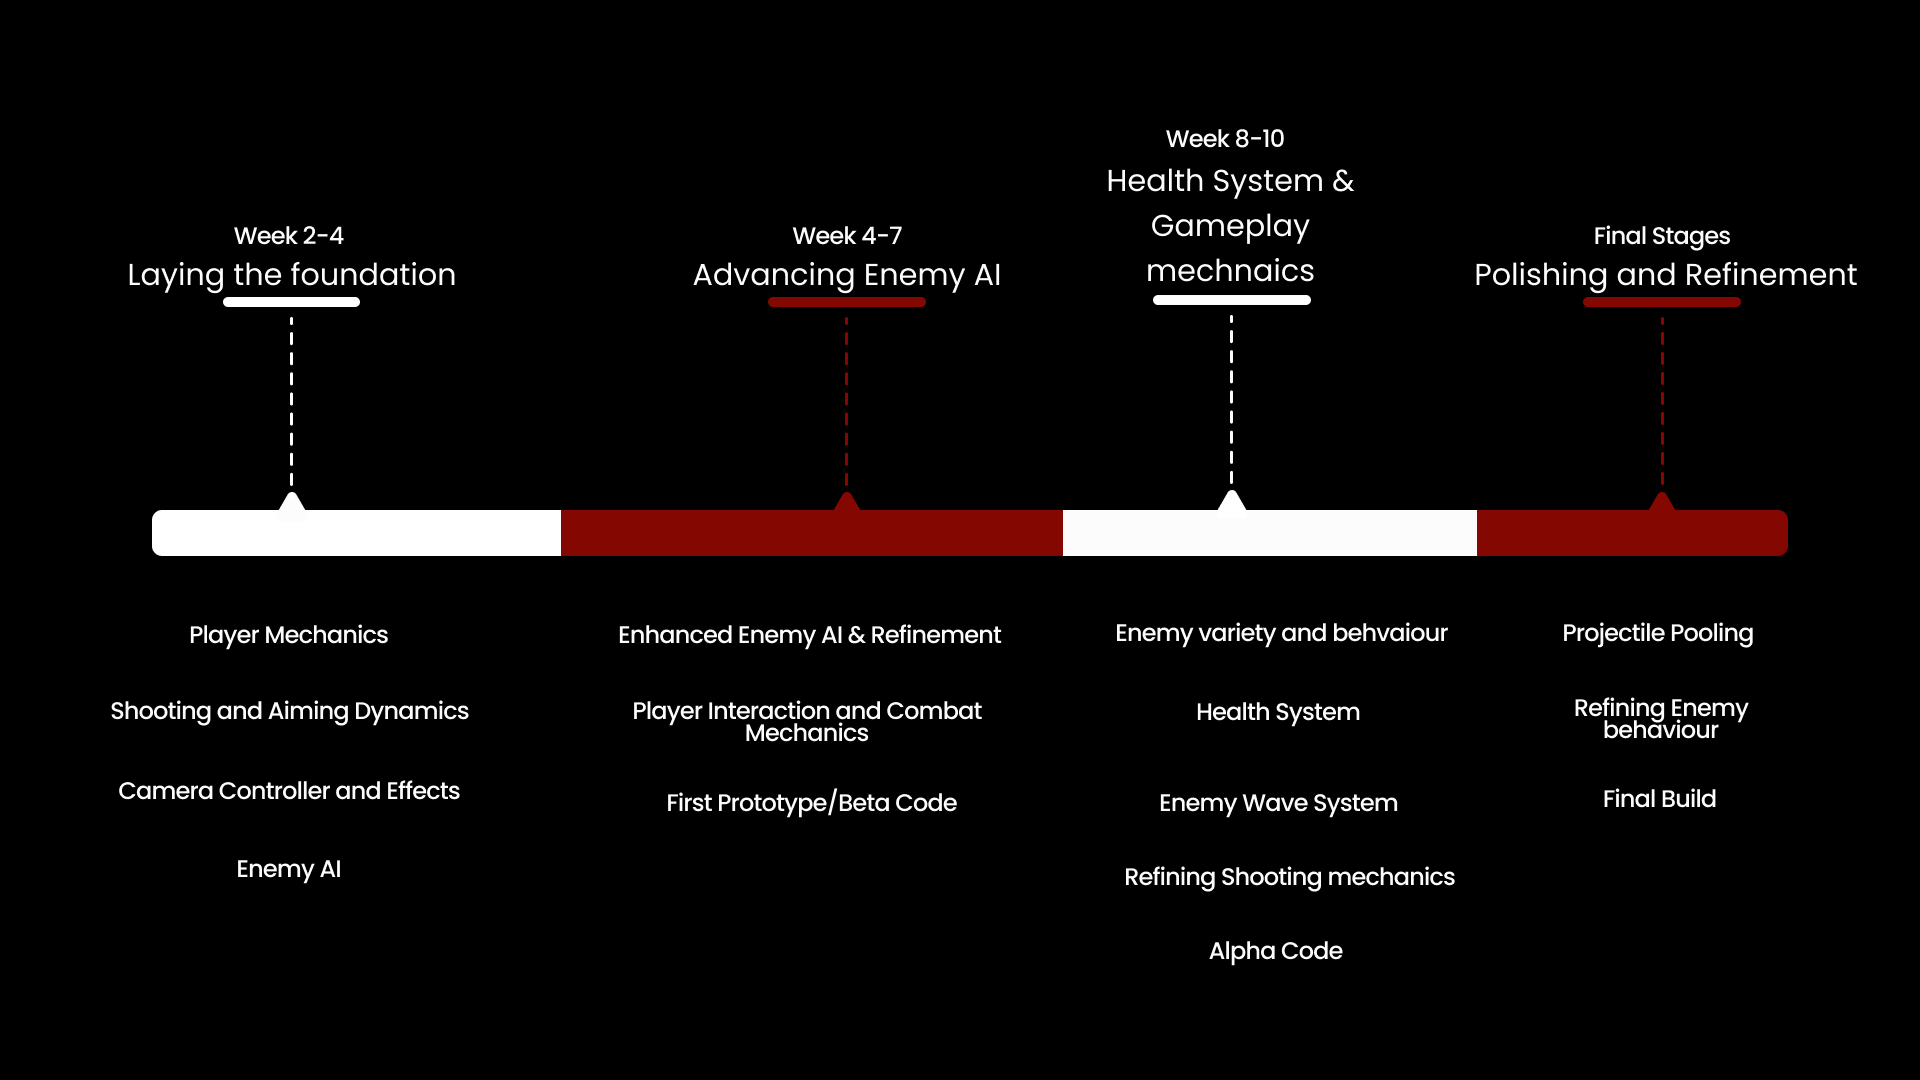 Week 2-4
Laying the foundation
Week 4-7
Advancing Enemy AI
Week 8-10
Health System &
Gameplay
mechnaics
Final Stages
Polishing and Refinement
Player Mechanics
Shooting and Aiming Dynamics
Camera Controller and Effects
Enemy AI
Enhanced Enemy AI & Refinement
Player Interaction and Combat
Mechanics
First Prototype/Beta Code
Enemy variety and behvaiour
Health System
Enemy Wave System
Refining Shooting mechanics
Alpha Code
Projectile Pooling
Refining Enemy
behaviour
Final Build